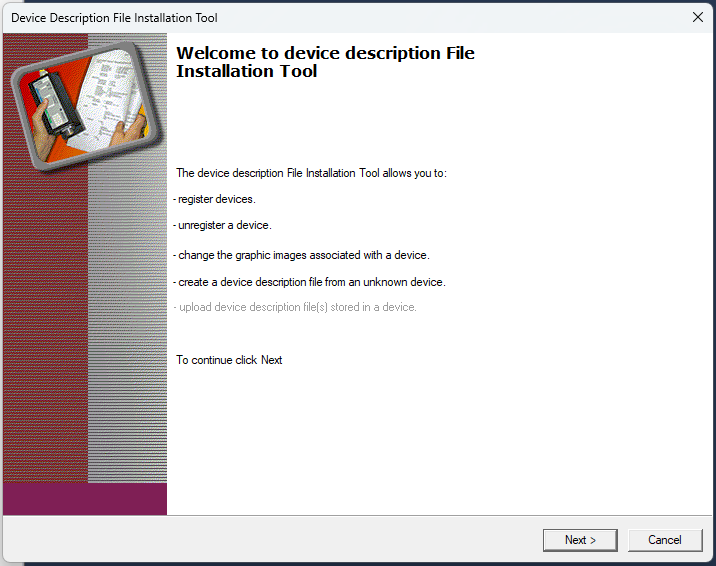 Device Description File Installation Tool
Welcome to device description File
Installation Tool
The device description File Installation Tool allows you to:
- register devices.
- unregister a device.
- change the graphic images associated with a device.
- create a device description file from an unknown device.
- upload device description file(s) stored in a device.
To continue click Next
Next >
Cancel